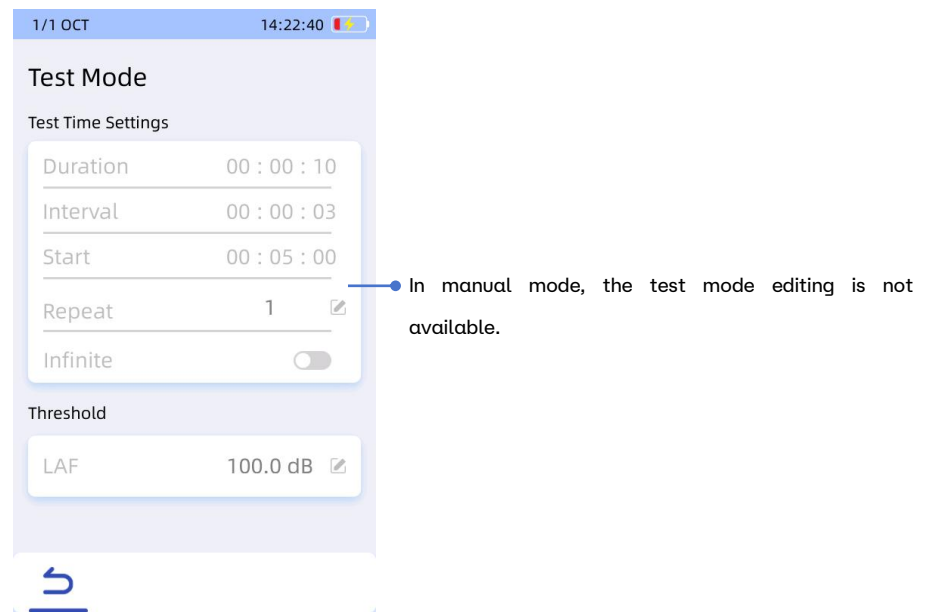 1/1 OCT 14:22:40
Test Mode
Test Time Settings
Duration 00 : 00 : 10
Interval 00 : 00 : 03
Start 00 : 05 : 00
Repeat 1
Infinite
Threshold
LAF 100.0 dB
In manual mode, the test mode editing is not
available.